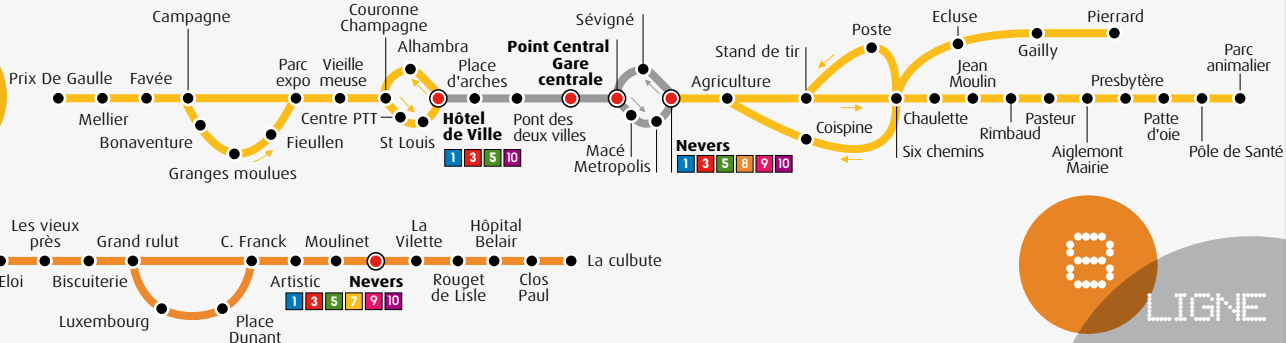 Prix De Gaulle
Mellier
Favée
Campagne
Bonaventure
Granges moulues
Fieullen
Parc
expo
Vieille
meuse
Couronne
Champagne
Centre PTT
Alhambra
St Louis
Hôtel
de Ville
1 3 5 10
Place
d'arches
Pont des
deux villes
Point Central
Gare
centrale
Sévigné
Macé
Metropolis
Nevers
1 3 5 8 9 10
Agriculture
Stand de tir
Coispine
Poste
Six chemins
Ecluse
Gailly
Pierrard
Chaulette
Jean
Moulin
Rimbaud
Pasteur
Aiglemont
Mairie
Presbytère
Patte
d'oie
Pôle de Santé
Parc
animalier
Eloi
Les vieux
près
Biscuiterie
Grand rulut
Luxembourg
Place
Dunant
C. Franck
Artistic
Moulinet
Nevers
1 3 5 7 9 10
La
Vilette
Rouget
de Lisle
Hôpital
Belair
Clos
Paul
La culbute
8
LIGNE